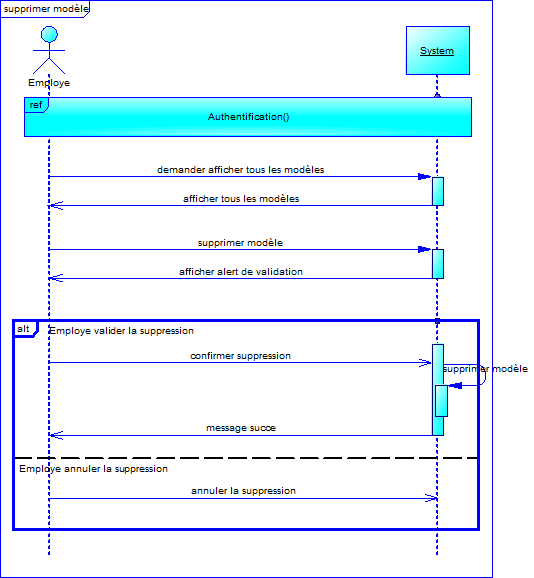 supprimer modèle
Employe
System
ref
Authentification()
demander afficher tous les modèles
afficher tous les modèles
supprimer modèle
afficher alert de validation
alt
Employe valider la suppression
confirmer suppression
supprimer modèle
message succe
Employe annuler la suppression
annuler la suppression